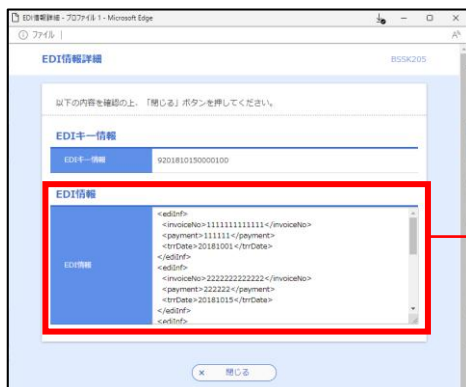 EDI情報詳細 - プロファイル 1 - Microsoft Edge
ファイル
EDI情報詳細
BSSK205
以下の内容を確認の上、「閉じる」ボタンを押してください。
EDIキー情報
EDIキー情報
9201810150000100
EDI情報
EDI情報
<ediInf>
<invoiceNo>1111111111111</invoiceNo>
<payment>111111</payment>
<trrDate>20181001</trrDate>
</ediInf>
<ediInf>
<invoiceNo>2222222222222</invoiceNo>
<payment>222222</payment>
<trrDate>20181015</trrDate>
</ediInf>
<ediInf>
× 閉じる